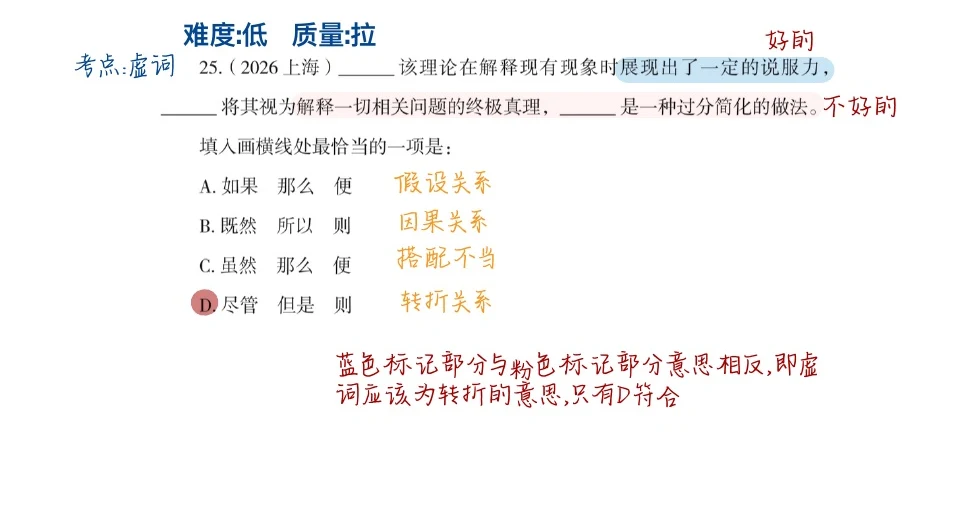 难度:低 质量:拉
好的
考点:虚词 25.(2026上海)______该理论在解释现有现象时展现出了一定的说服力,
______将其视为解释一切相关问题的终极真理,______是一种过分简化的做法。不好的
填入画横线处最恰当的一项是:
A. 如果 那么 便 假设关系
B. 既然 所以 则 因果关系
C. 虽然 那么 便 搭配不当
D. 尽管 但是 则 转折关系
蓝色标记部分与粉色标记部分意思相反,即虚
词应该为转折的意思,只有D符合